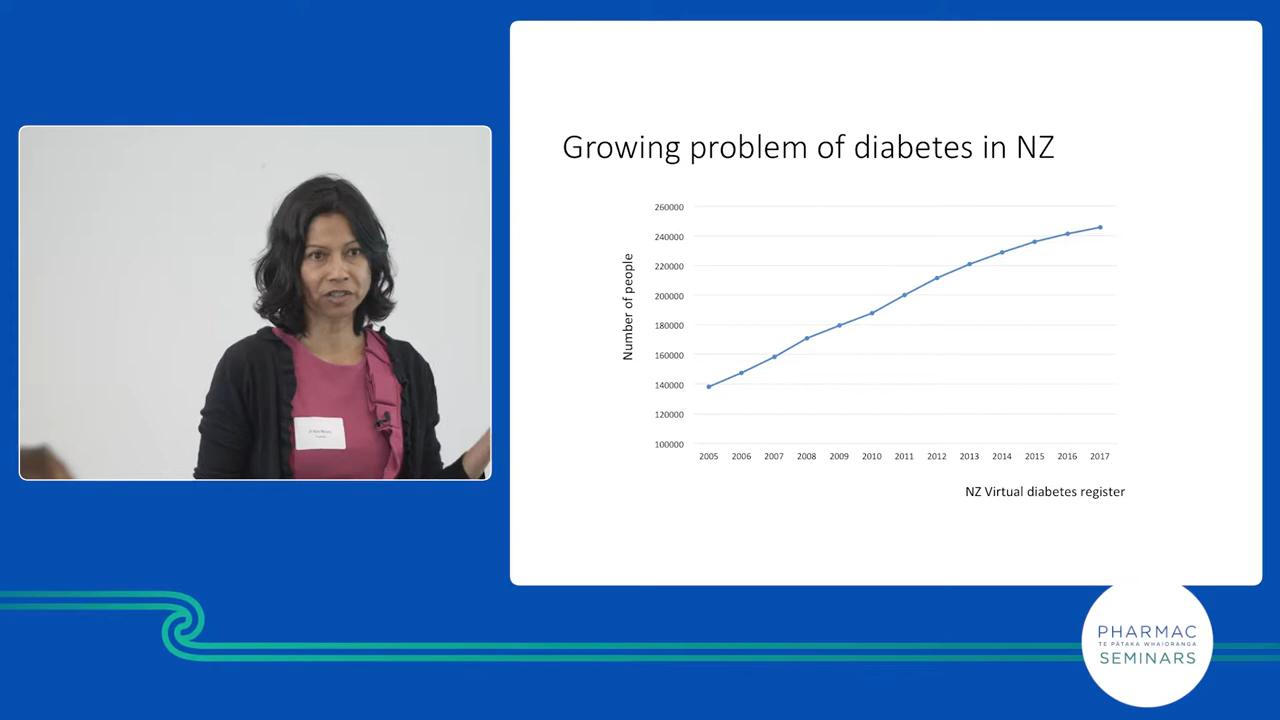 Growing problem of diabetes in NZ
Number of people
260000
240000
220000
200000
180000
160000
140000
120000
100000
2005 2006 2007 2008 2009 2010 2011 2012 2013 2014 2015 2016 2017
NZ Virtual diabetes register
PHARMAC
TE PĀTAKA WHAIORANGA
SEMINARS